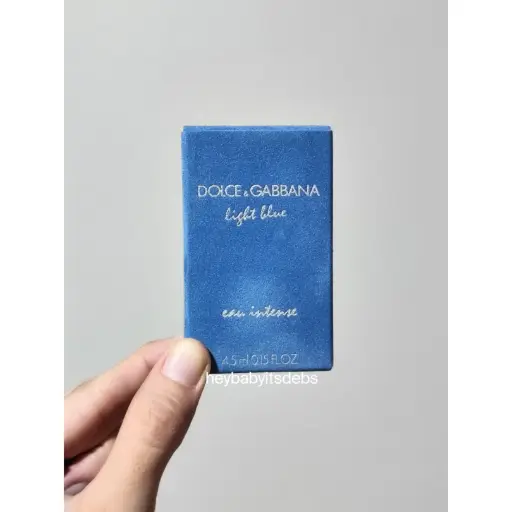 DOLCE & GABBANA
light blue
eau intense
4.5 ml 0.15 FL.OZ
heybabyitsdebs